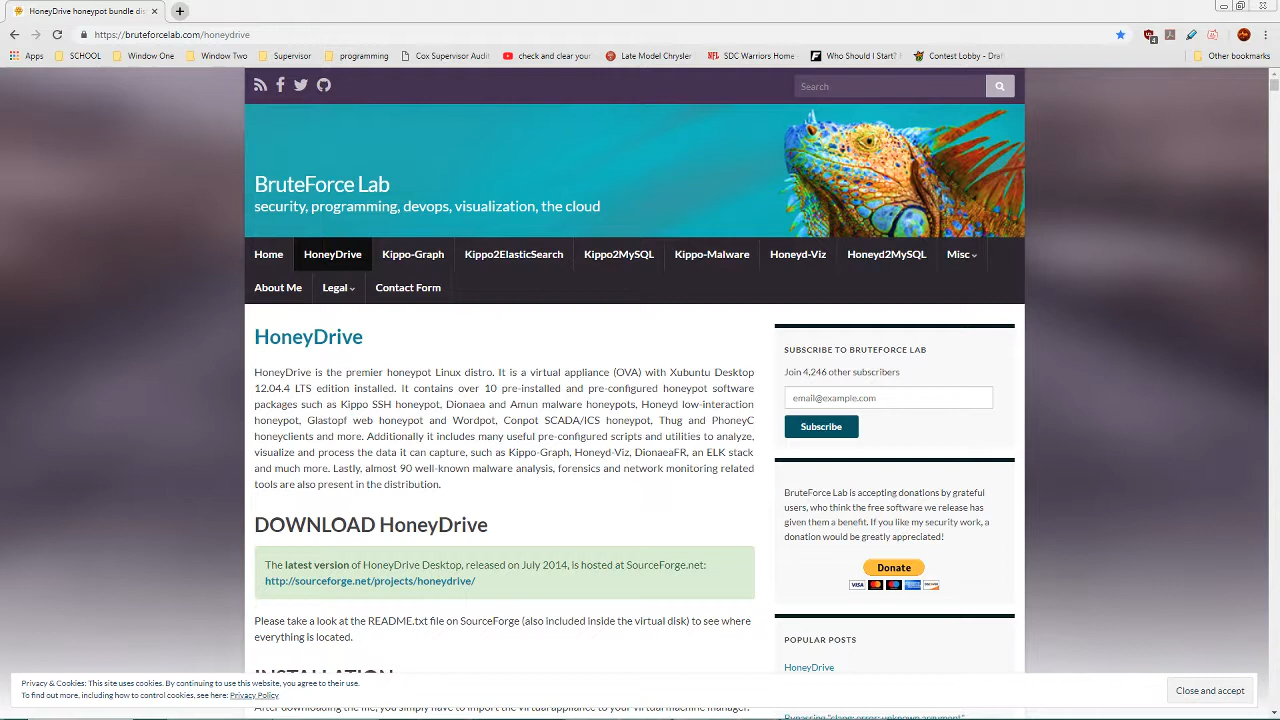 HoneyDrive honeypot bundle dis
https://bruteforcelab.com/honeydrive
4
Apps
SCHOOL
Window One
Window Two
Supervisor
programming
Cox Supervisor Audit
check and clear your
Late Model Chrysler
NFL SDC Warriors Home
F Who Should I Start?
Contest Lobby - Draft
Other bookmarks
Search
BruteForce Lab
security, programming, devops, visualization, the cloud
Home HoneyDrive Kippo-Graph Kippo2ElasticSearch Kippo2MySQL Kippo-Malware Honeyd-Viz Honeyd2MySQL Misc
About Me Legal Contact Form
HoneyDrive
HoneyDrive is the premier honeypot Linux distro. It is a virtual appliance (OVA) with Xubuntu Desktop
12.04.4 LTS edition installed. It contains over 10 pre-installed and pre-configured honeypot software
packages such as Kippo SSH honeypot, Dionaea and Amun malware honeypots, Honeyd low-interaction
honeypot, Glastopf web honeypot and Wordpot, Conpot SCADA/ICS honeypot, Thug and PhoneyC
honeyclients and more. Additionally it includes many useful pre-configured scripts and utilities to analyze,
visualize and process the data it can capture, such as Kippo-Graph, Honeyd-Viz, DionaeaFR, an ELK stack
and much more. Lastly, almost 90 well-known malware analysis, forensics and network monitoring related
tools are also present in the distribution.
DOWNLOAD HoneyDrive
The latest version of HoneyDrive Desktop, released on July 2014, is hosted at SourceForge.net:
http://sourceforge.net/projects/honeydrive/
Please take a look at the README.txt file on SourceForge (also included inside the virtual disk) to see where
everything is located.
INSTALLATION
After downloading the file, you simply have to import the virtual appliance to your virtual machine manager.
SUBSCRIBE TO BRUTEFORCE LAB
Join 4,246 other subscribers
email@example.com
Subscribe
BruteForce Lab is accepting donations by grateful
users, who think the free software we release has
given them a benefit. If you like my security work, a
donation would be greatly appreciated!
Donate
VISA
POPULAR POSTS
HoneyDrive
Bypassing "clang: error: unknown argument"
Privacy & Cookies: This site uses cookies. By continuing to use this website, you agree to their use.
To find out more, including how to control cookies, see here: Privacy Policy
Close and accept